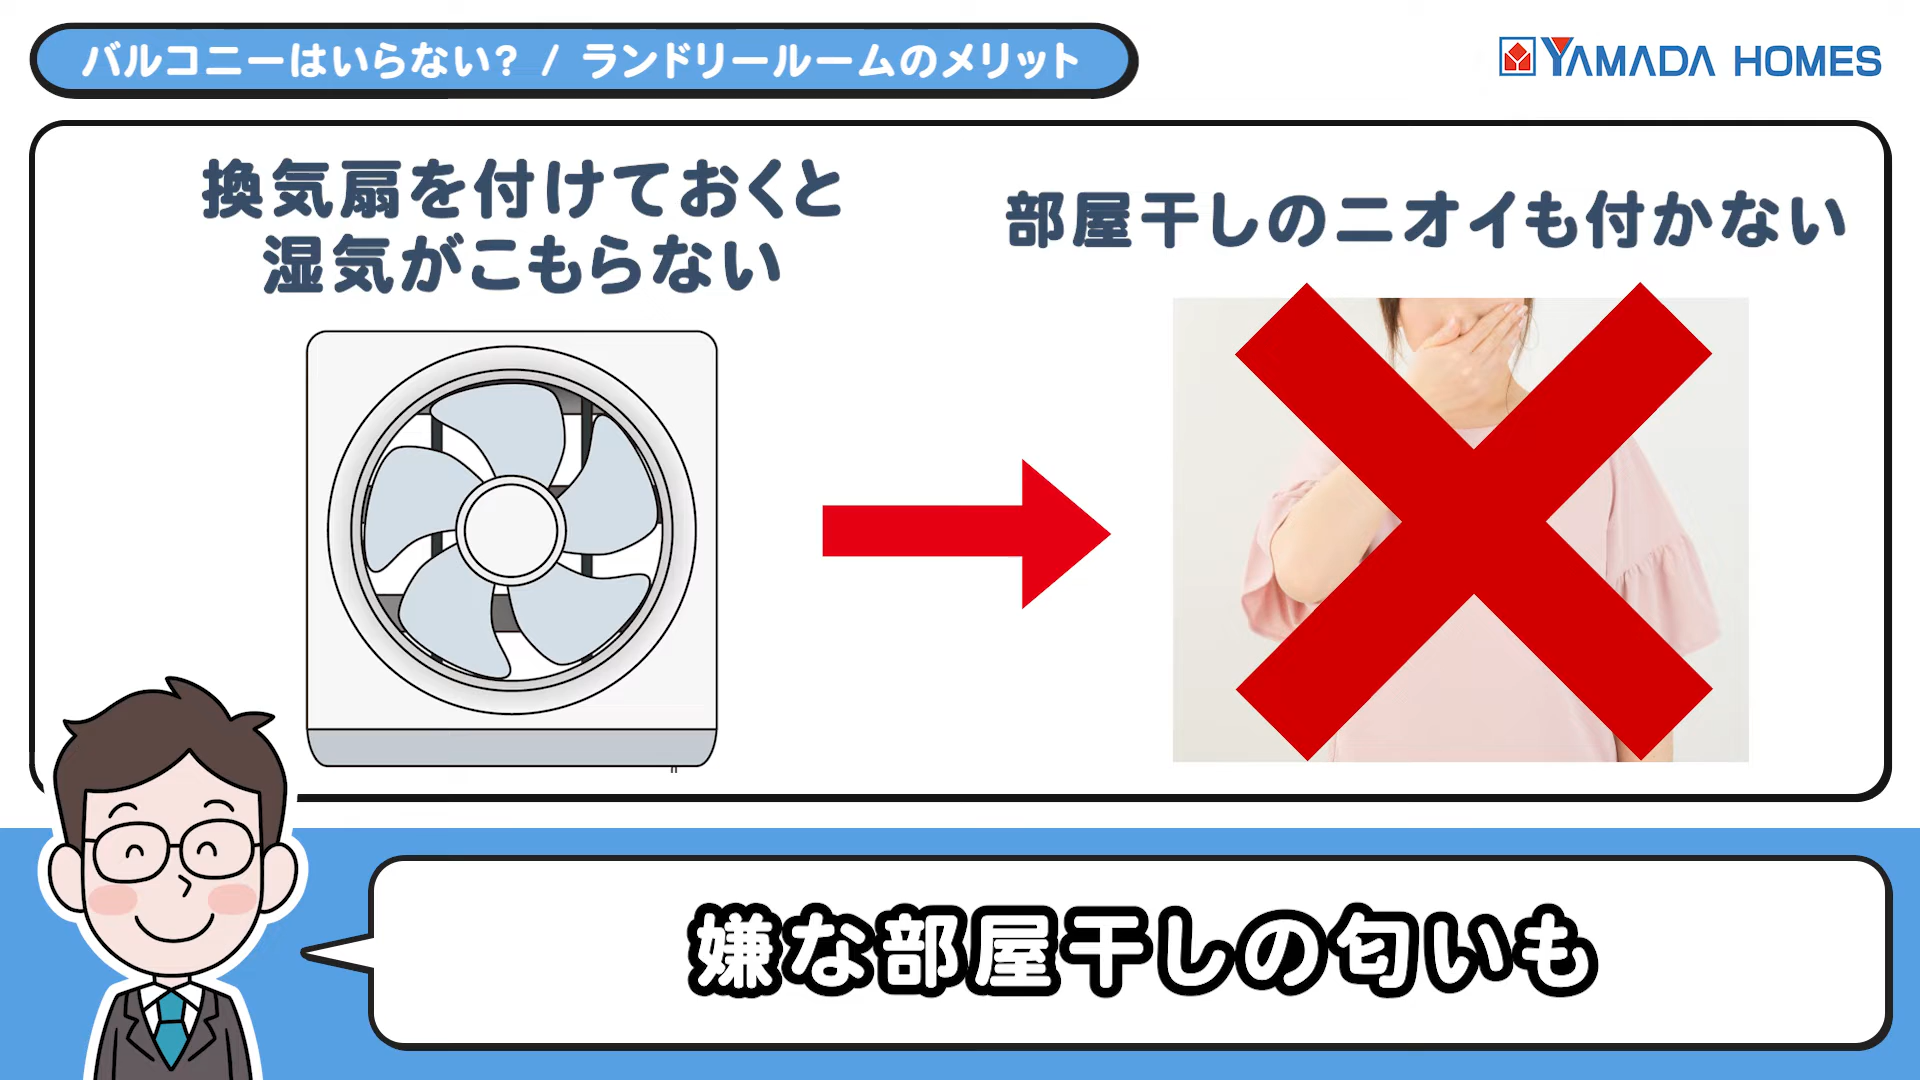 バルコニーはいらない？ / ランドリールームのメリット
YAMADA HOMES
換気扇を付けておくと
湿気がこもらない
部屋干しのニオイも付かない
嫌な部屋干しの匂いも